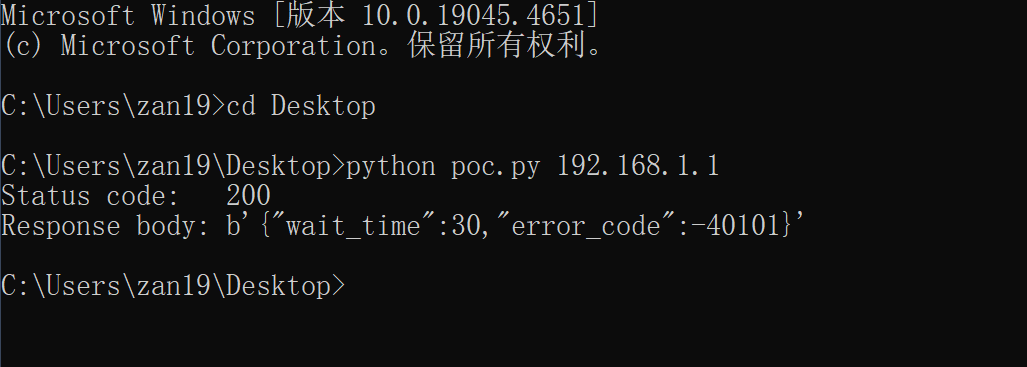 Microsoft Windows [版本 10.0.19045.4651]
(c) Microsoft Corporation。保留所有权利。
C:\Users\zan19>cd Desktop
C:\Users\zan19\Desktop>python poc.py 192.168.1.1
Status code:   200
Response body: b'{"wait_time":30,"error_code":-40101}'
C:\Users\zan19\Desktop>